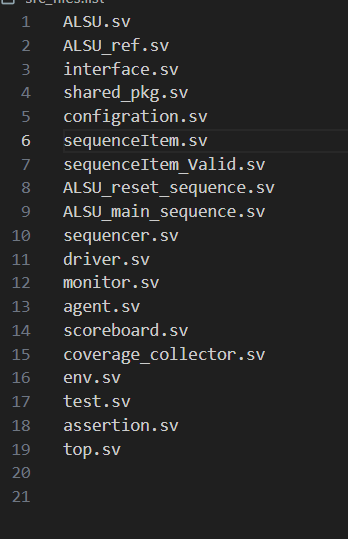 src_files.list
1 ALSU.sv
2 ALSU_ref.sv
3 interface.sv
4 shared_pkg.sv
5 configration.sv
6 sequenceItem.sv
7 sequenceItem_Valid.sv
8 ALSU_reset_sequence.sv
9 ALSU_main_sequence.sv
10 sequencer.sv
11 driver.sv
12 monitor.sv
13 agent.sv
14 scoreboard.sv
15 coverage_collector.sv
16 env.sv
17 test.sv
18 assertion.sv
19 top.sv
20
21